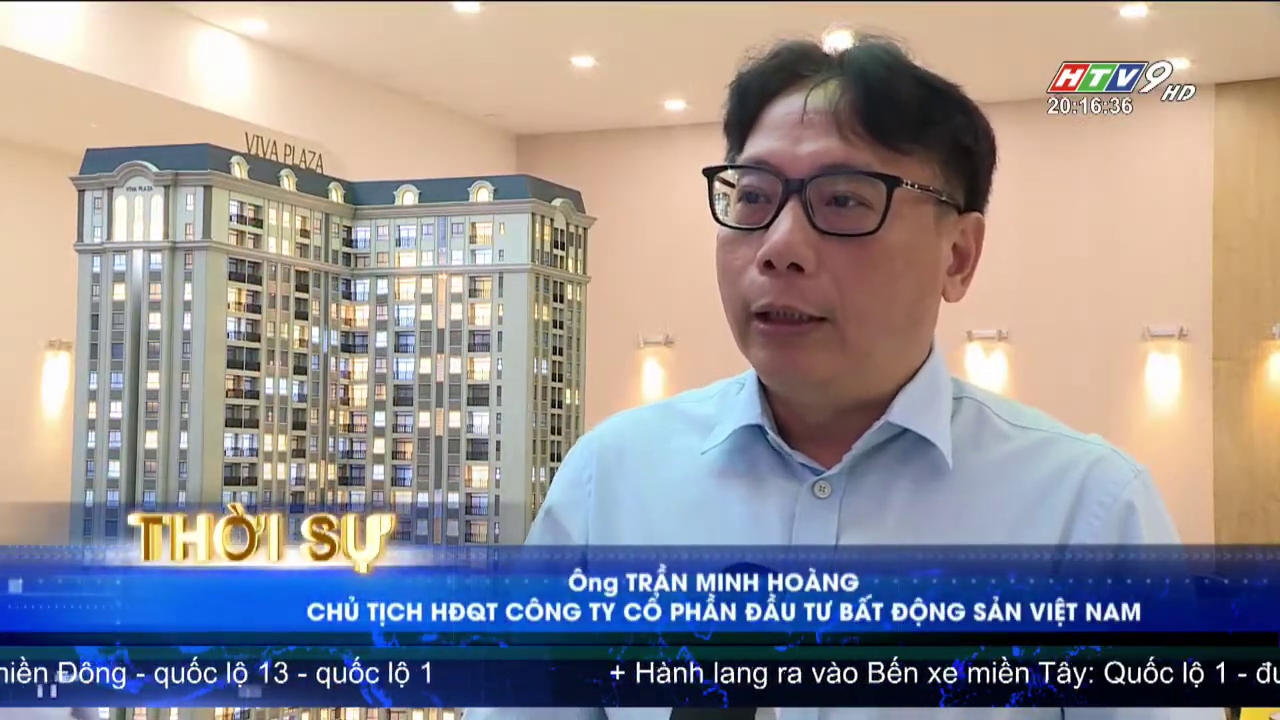 HTV9 HD
20:16:36
VIVA PLAZA
VIVA PLAZA
THỜI SỰ
Ông TRẦN MINH HOÀNG
CHỦ TỊCH HĐQT CÔNG TY CỔ PHẦN ĐẦU TƯ BẤT ĐỘNG SẢN VIỆT NAM
Đông - quốc lộ 13 - quốc lộ 1 + Hành lang ra vào Bến xe miền Tây: Quốc lộ 1 -